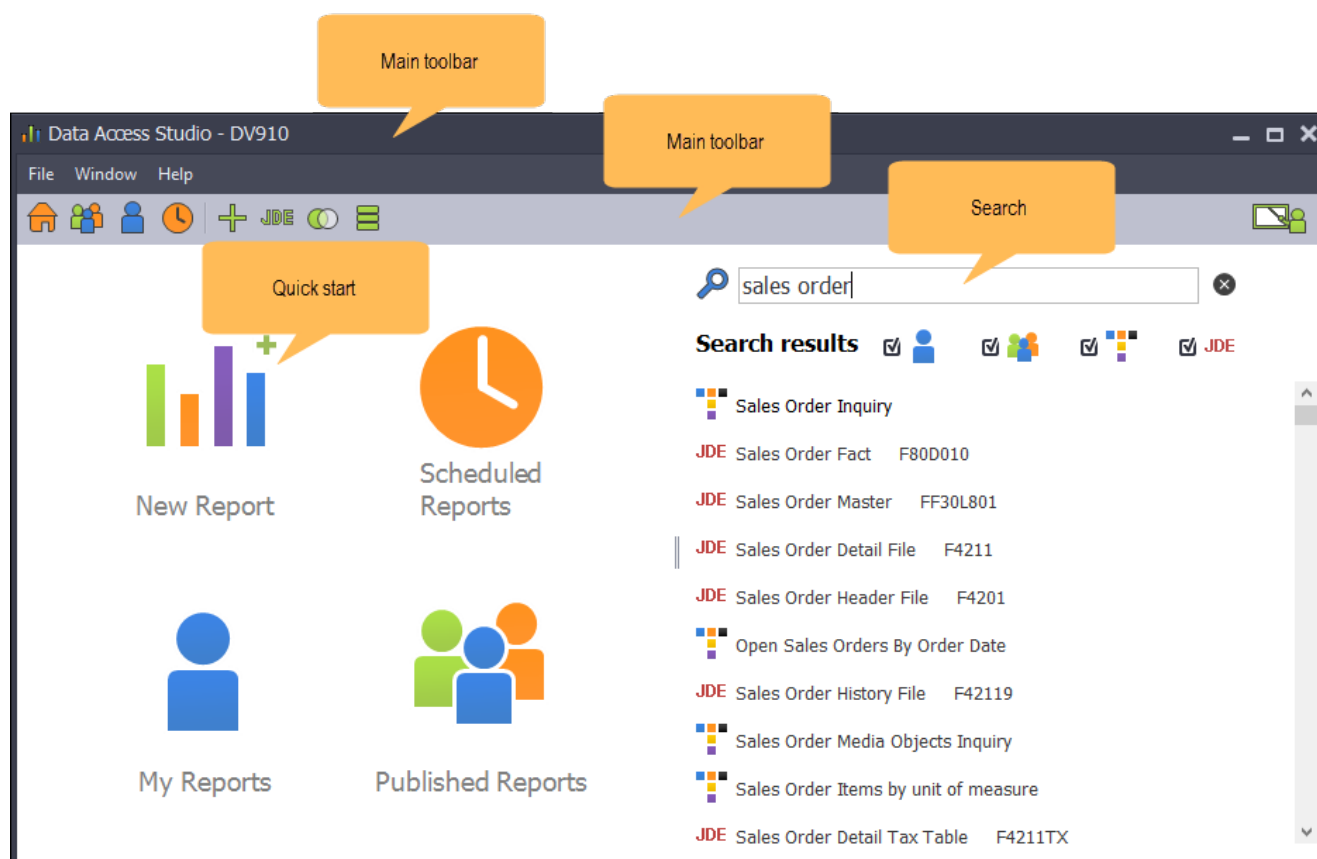 Main toolbar
Main toolbar
Data Access Studio - DV910
File Window Help
JDE
Search
Quick start
sales order
Search results JDE
New Report
Scheduled
Reports
My Reports
Published Reports
Sales Order Inquiry
JDE Sales Order Fact F80D010
JDE Sales Order Master FF30L801
JDE Sales Order Detail File F4211
JDE Sales Order Header File F4201
Open Sales Orders By Order Date
JDE Sales Order History File F42119
Sales Order Media Objects Inquiry
Sales Order Items by unit of measure
JDE Sales Order Detail Tax Table F4211TX